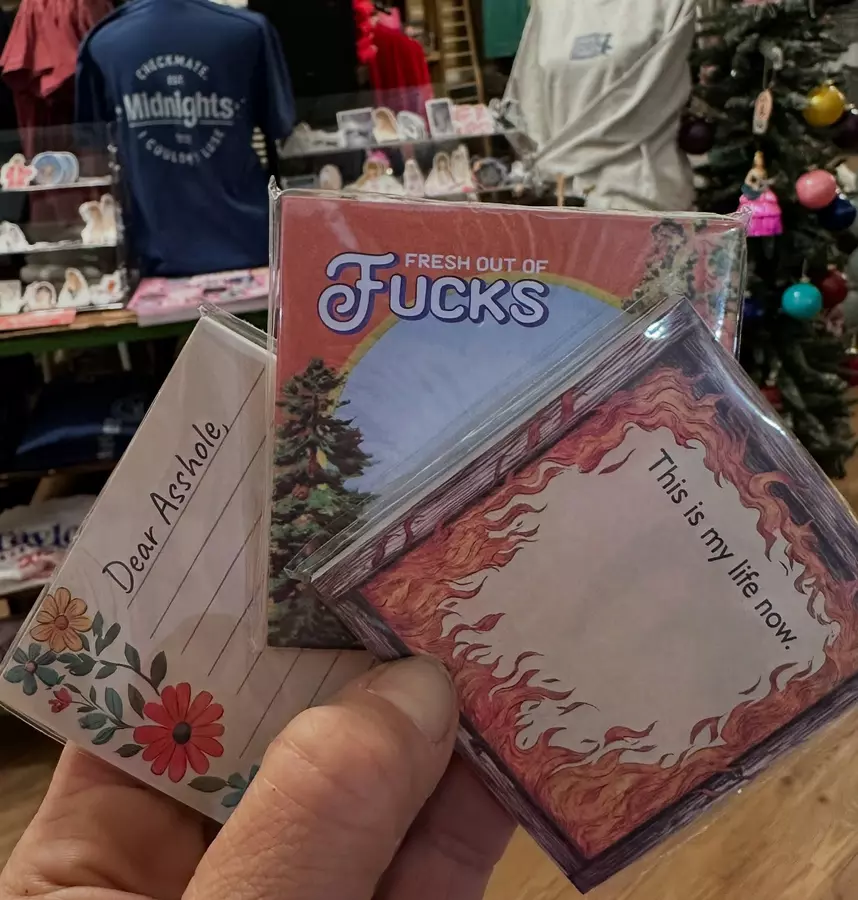 CHECKMATE,
Midnights
I COULDN'T LOSE
FRESH OUT OF
FUCKS
Dear Asshole,
This is my life now.